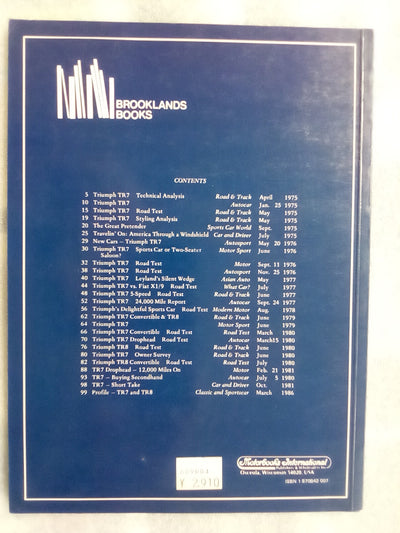 BROOKLANDS
BOOKS
CONTENTS
5 Triumph TR7 Technical Analysis Road & Track April 1975
10 Triumph TR7 Autocar Jan. 25 1975
15 Triumph TR7 Road Test Road & Track May 1975
19 Triumph TR7 Styling Analysis Road & Track May 1975
20 The Great Pretender Sports Car World Sept. 1975
25 Travelin' On: America Through a Windshield Car and Driver July 1975
29 New Cars — Triumph TR7 Autosport May 20 1976
30 Triumph TR7 Sports Car or Two-Seater Motor Sport June 1976
Saloon?
32 Triumph TR7 Road Test Motor Sept. 11 1976
38 Triumph TR7 Road Test Autosport Nov. 25 1976
40 Triumph TR7 Leyland's Silent Wedge Asian Auto May 1977
44 Triumph TR7 vs. Fiat X1/9 Road Test What Car? July 1977
48 Triumph TR7 5-Speed Road Test Road & Track June 1977
52 Triumph TR7 24,000 Mile Report Autocar Sept. 24 1977
56 Triumph's Delightful Sports Car Road Test Modern Motor Aug. 1978
62 Triumph TR7 Convertible & TR8 Road & Track June 1979
64 Triumph TR7 Motor Sport June 1979
66 Triumph TR7 Convertible Road Test Road Test March 1980
70 Triumph TR7 Drophead Road Test Autocar March 15 1980
76 Triumph TR8 Road Test Road & Track June 1980
80 Triumph TR7 Owner Survey Road & Track June 1980
82 Triumph TR8 Convertible Road Test Road Test July 1980
88 TR7 Drophead — 12,000 Miles On Motor Feb. 21 1981
93 TR7 — Buying Secondhand Autocar July 5 1980
98 TR7 — Short Take Car and Driver Oct. 1981
99 Profile — TR7 and TR8 Classic and Sportscar March 1986
¥ 2,910
Motorbooks International
Publishers & Wholesalers Inc.
Osceola, Wisconsin 54020, USA
ISBN 1 870642 007